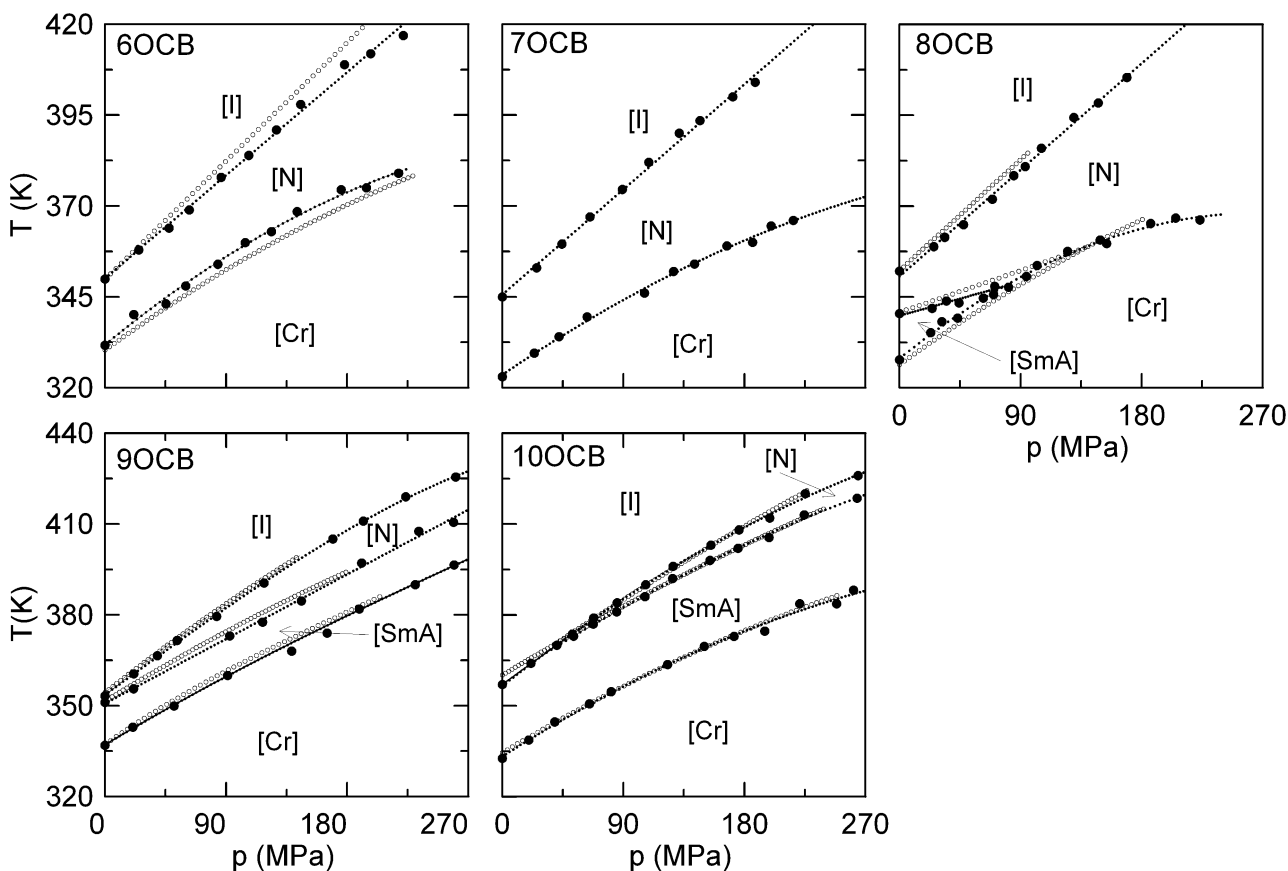 420
395
370
345
320
T (K)
6OCB
[I]
[N]
[Cr]
7OCB
[I]
[N]
[Cr]
8OCB
[I]
[N]
[Cr]
[SmA]
0 90 180 270
p (MPa)
440
410
380
350
320
T(K)
9OCB
[I]
[N]
[SmA]
[Cr]
0 90 180 270
p (MPa)
10OCB
[N]
[I]
[SmA]
[Cr]
0 90 180 270
p (MPa)